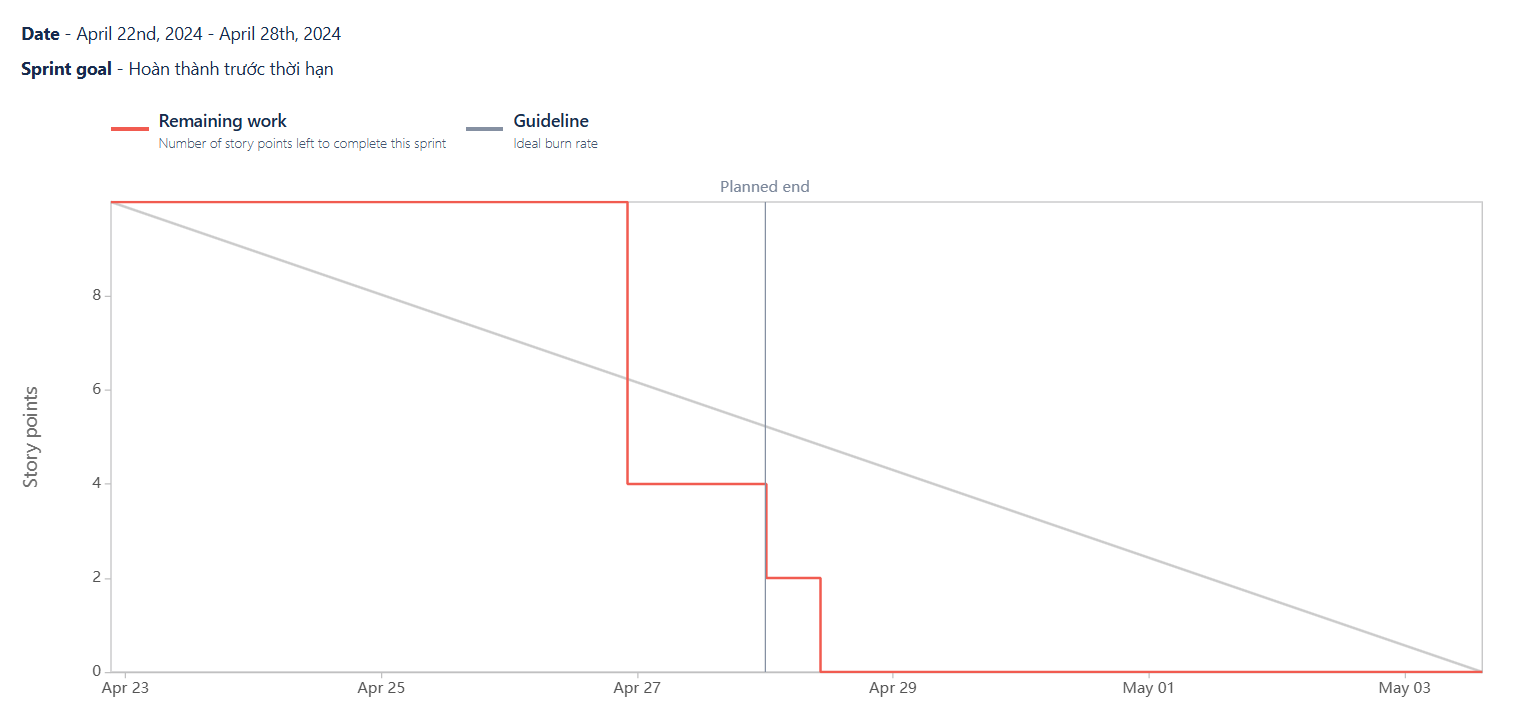 Date - April 22nd, 2024 - April 28th, 2024
Sprint goal - Hoàn thành trước thời hạn
Remaining work
Number of story points left to complete this sprint
Guideline
Ideal burn rate
Planned end
Story points
8
6
4
2
0
Apr 23
Apr 25
Apr 27
Apr 29
May 01
May 03